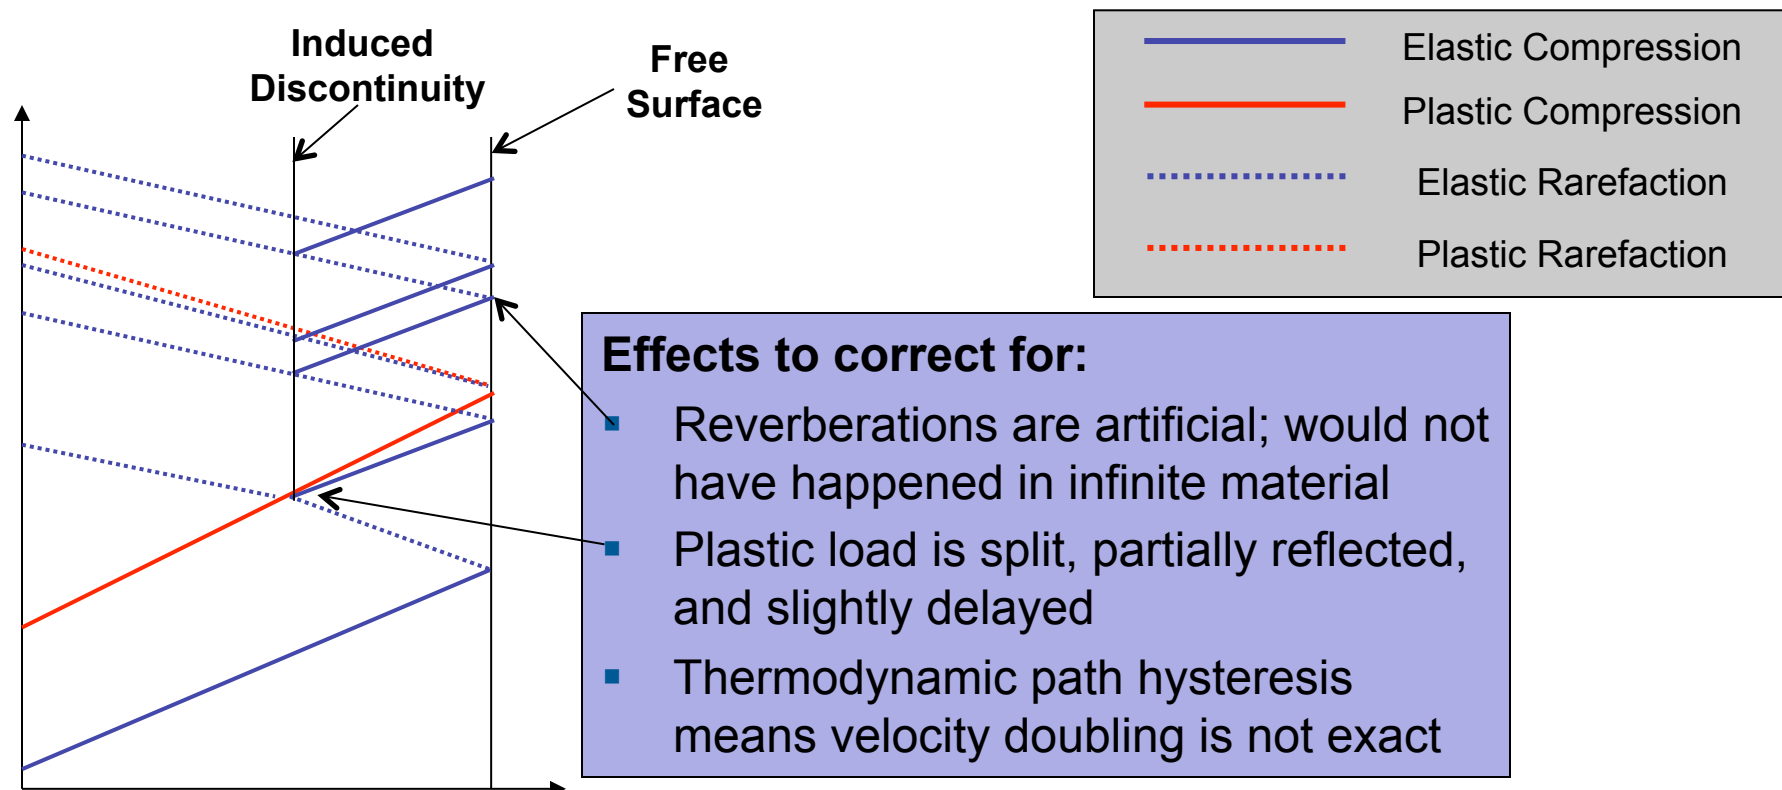 Induced
Discontinuity
Free
Surface
Elastic Compression
Plastic Compression
Elastic Rarefaction
Plastic Rarefaction
Effects to correct for:
▪ Reverberations are artificial; would not
have happened in infinite material
▪ Plastic load is split, partially reflected,
and slightly delayed
▪ Thermodynamic path hysteresis
means velocity doubling is not exact